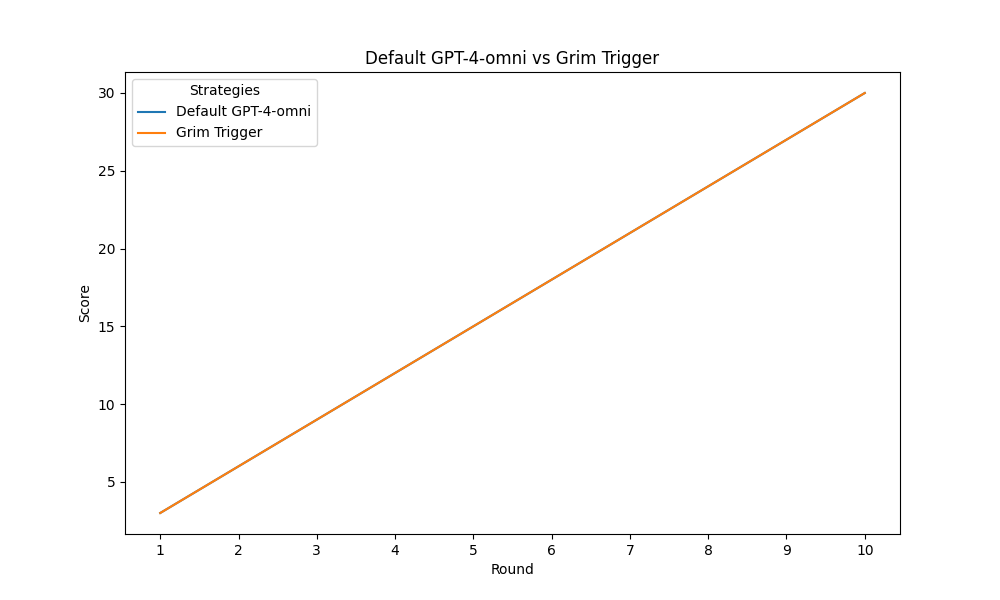 Default GPT-4-omni vs Grim Trigger
Strategies
Default GPT-4-omni
Grim Trigger
Score
30
25
20
15
10
5
1 2 3 4 5 6 7 8 9 10
Round